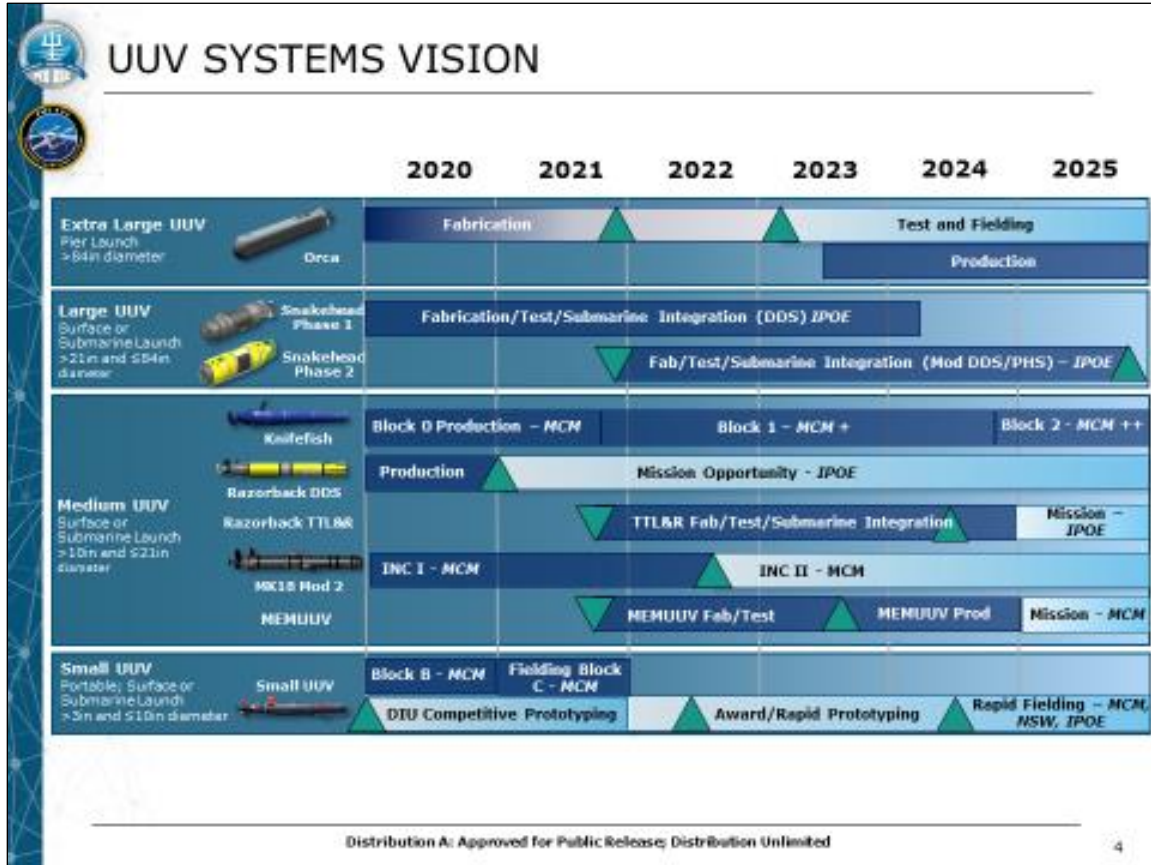 UUV SYSTEMS VISION
2020 2021 2022 2023 2024 2025
Extra Large UUV
Pier Launch
>84in diameter
Orca
Fabrication
Test and Fielding
Production
Large UUV
Surface or
Submarine Launch
>21in and ≤84in
diameter
Snakehead
Phase 1
Snakehead
Phase 2
Fabrication/Test/Submarine Integration (DDS) IPOE
Fab/Test/Submarine Integration (Mod DDS/PHS) – IPOE
Medium UUV
Surface or
Submarine Launch
>10in and ≤21in
diameter
Knifefish
Block 0 Production – MCM
Block 1 – MCM +
Block 2 - MCM ++
Razorback DDS
Production
Mission Opportunity - IPOE
Razorback TTL&R
TTL&R Fab/Test/Submarine Integration
Mission –
IPOE
MK18 Mod 2
INC I - MCM
INC II - MCM
MEMUUV
MEMUUV Fab/Test
MEMUUV Prod
Mission – MCM
Small UUV
Portable; Surface or
Submarine Launch
>3in and ≤10in diameter
Small UUV
Block B - MCM
Fielding Block
C - MCM
DIU Competitive Prototyping
Award/Rapid Prototyping
Rapid Fielding – MCM,
NSW, IPOE
Distribution A: Approved for Public Release; Distribution Unlimited
4